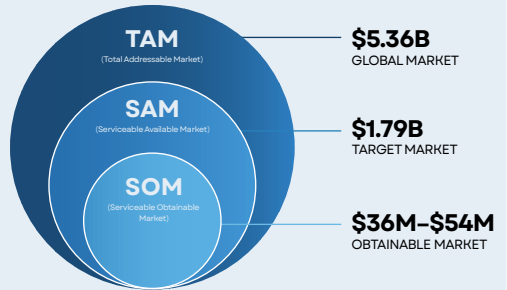 TAM
(Total Addressable Market)
$5.36B
GLOBAL MARKET
SAM
(Serviceable Available Market)
$1.79B
TARGET MARKET
SOM
(Serviceable Obtainable
Market)
$36M–$54M
OBTAINABLE MARKET